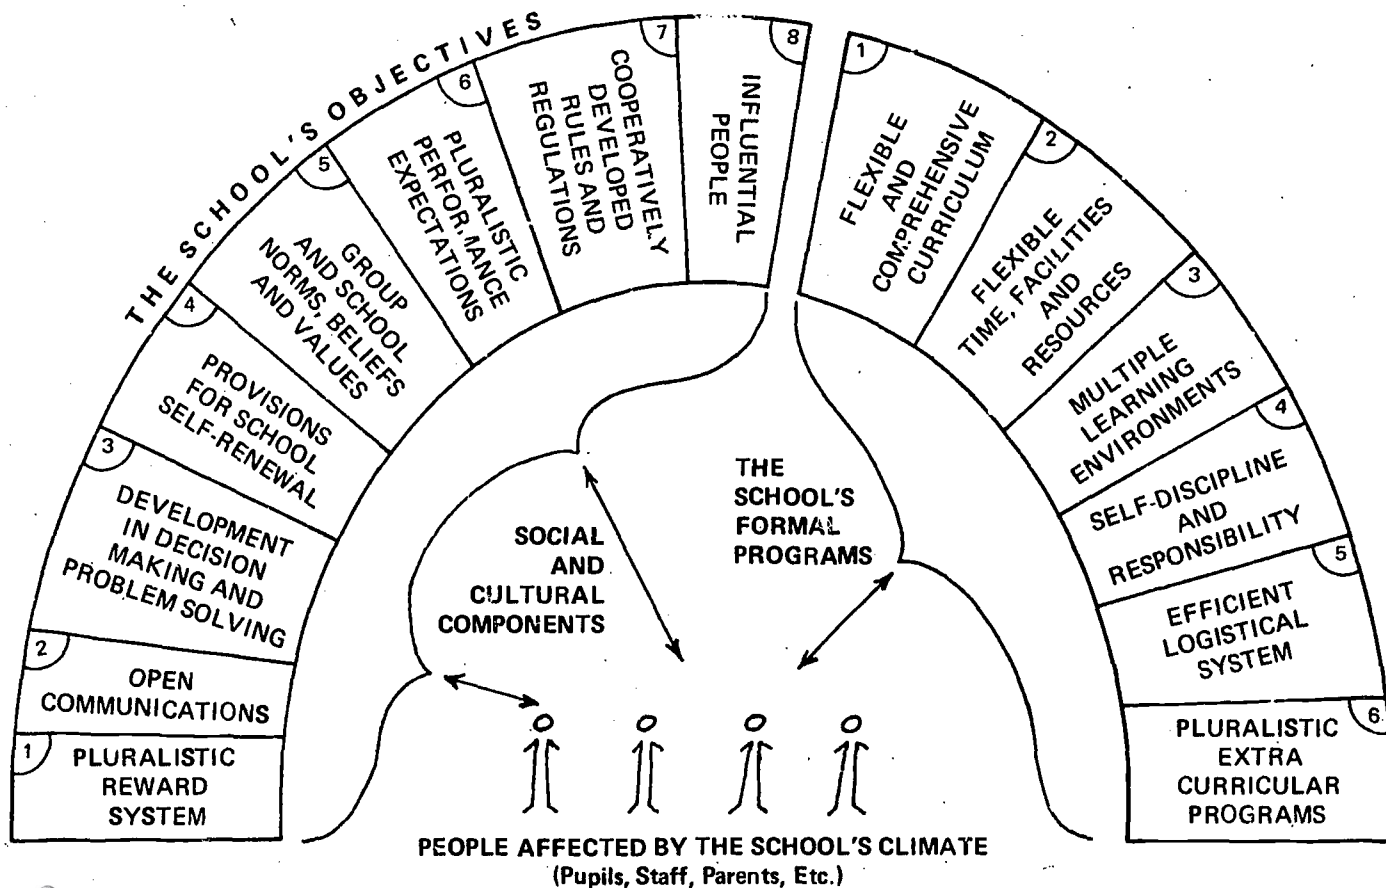 THE SCHOOL'S OBJECTIVES
1
PLURALISTIC
REWARD
SYSTEM
2
OPEN
COMMUNICATIONS
3
DEVELOPMENT
IN DECISION
MAKING AND
PROBLEM SOLVING
4
PROVISIONS
FOR SCHOOL
SELF-RENEWAL
5
GROUP
AND SCHOOL
NORMS, BELIEFS
AND VALUES
6
PLURALISTIC
PERFORMANCE
EXPECTATIONS
7
COOPERATIVELY
DEVELOPED
RULES AND
REGULATIONS
8
INFLUENTIAL
PEOPLE
1
FLEXIBLE
AND
COMPREHENSIVE
CURRICULUM
2
FLEXIBLE
TIME, FACILITIES
AND
RESOURCES
3
MULTIPLE
LEARNING
ENVIRONMENTS
4
SELF-DISCIPLINE
AND
RESPONSIBILITY
5
EFFICIENT
LOGISTICAL
SYSTEM
6
PLURALISTIC
EXTRA
CURRICULAR
PROGRAMS
SOCIAL
AND
CULTURAL
COMPONENTS
THE
SCHOOL'S
FORMAL
PROGRAMS
PEOPLE AFFECTED BY THE SCHOOL'S CLIMATE
(Pupils, Staff, Parents, Etc.)